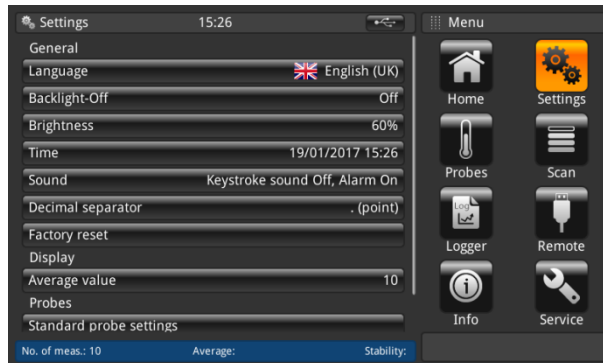 Settings 15:26
General
Language English (UK)
Backlight-Off Off
Brightness 60%
Time 19/01/2017 15:26
Sound Keystroke sound Off, Alarm On
Decimal separator . (point)
Factory reset
Display
Average value 10
Probes
Standard probe settings
No. of meas.: 10 Average: Stability:
Menu
Home Settings
Probes Scan
Log
Logger Remote
Info Service